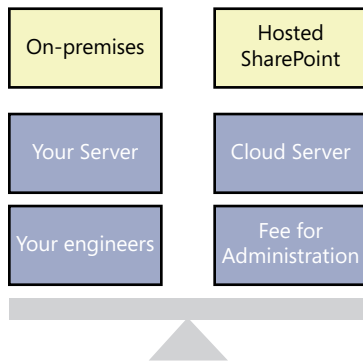 On-premises
Hosted
SharePoint
Your Server
Cloud Server
Your engineers
Fee for
Administration